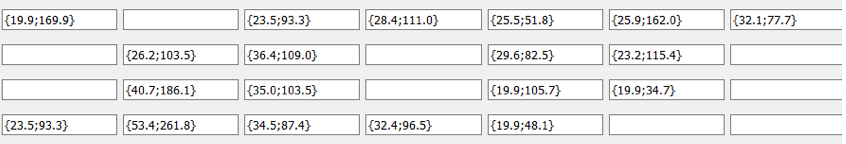 {19.9;169.9} {23.5;93.3} {28.4;111.0} {25.5;51.8} {25.9;162.0} {32.1;77.7}
{26.2;103.5} {36.4;109.0} {29.6;82.5} {23.2;115.4}
{40.7;186.1} {35.0;103.5} {19.9;105.7} {19.9;34.7}
{23.5;93.3} {53.4;261.8} {34.5;87.4} {32.4;96.5} {19.9;48.1}